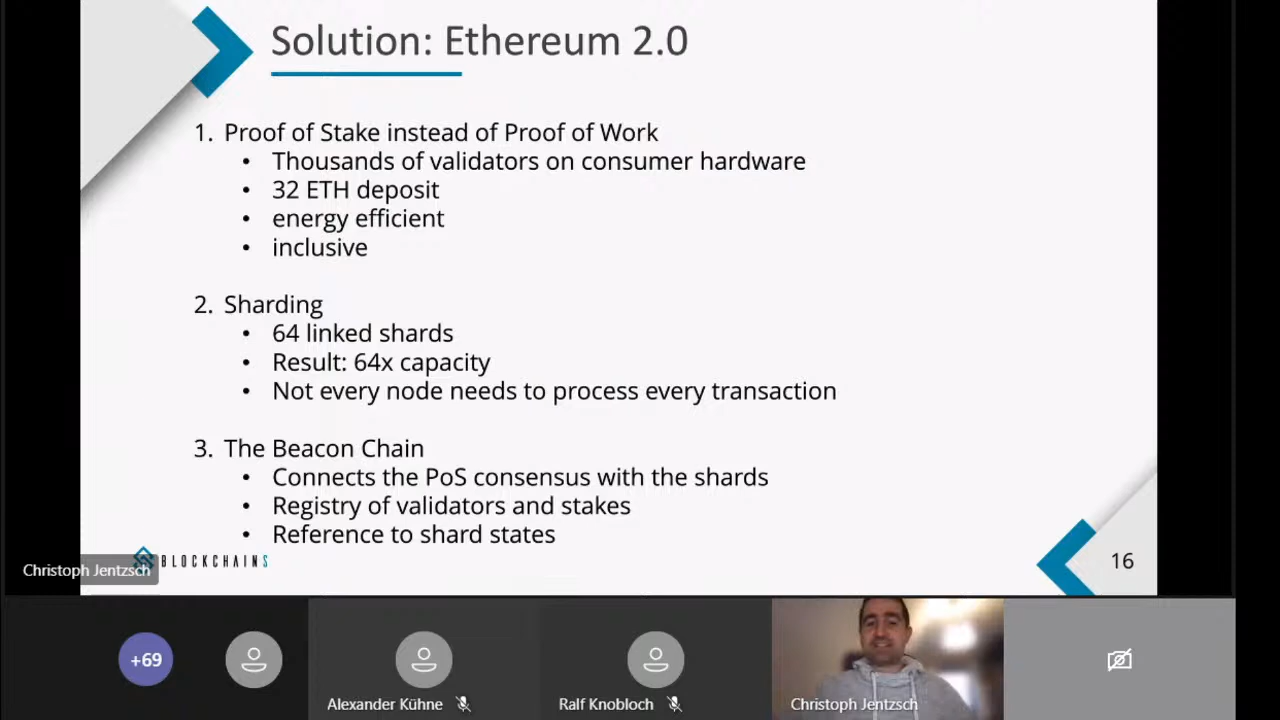 Solution: Ethereum 2.0
1. Proof of Stake instead of Proof of Work
• Thousands of validators on consumer hardware
• 32 ETH deposit
• energy efficient
• inclusive
2. Sharding
• 64 linked shards
• Result: 64x capacity
• Not every node needs to process every transaction
3. The Beacon Chain
• Connects the PoS consensus with the shards
• Registry of validators and stakes
• Reference to shard states
BLOCKCHAINS
16
Christoph Jentzsch
+69
Alexander Kühne
Ralf Knobloch
Christoph Jentzsch